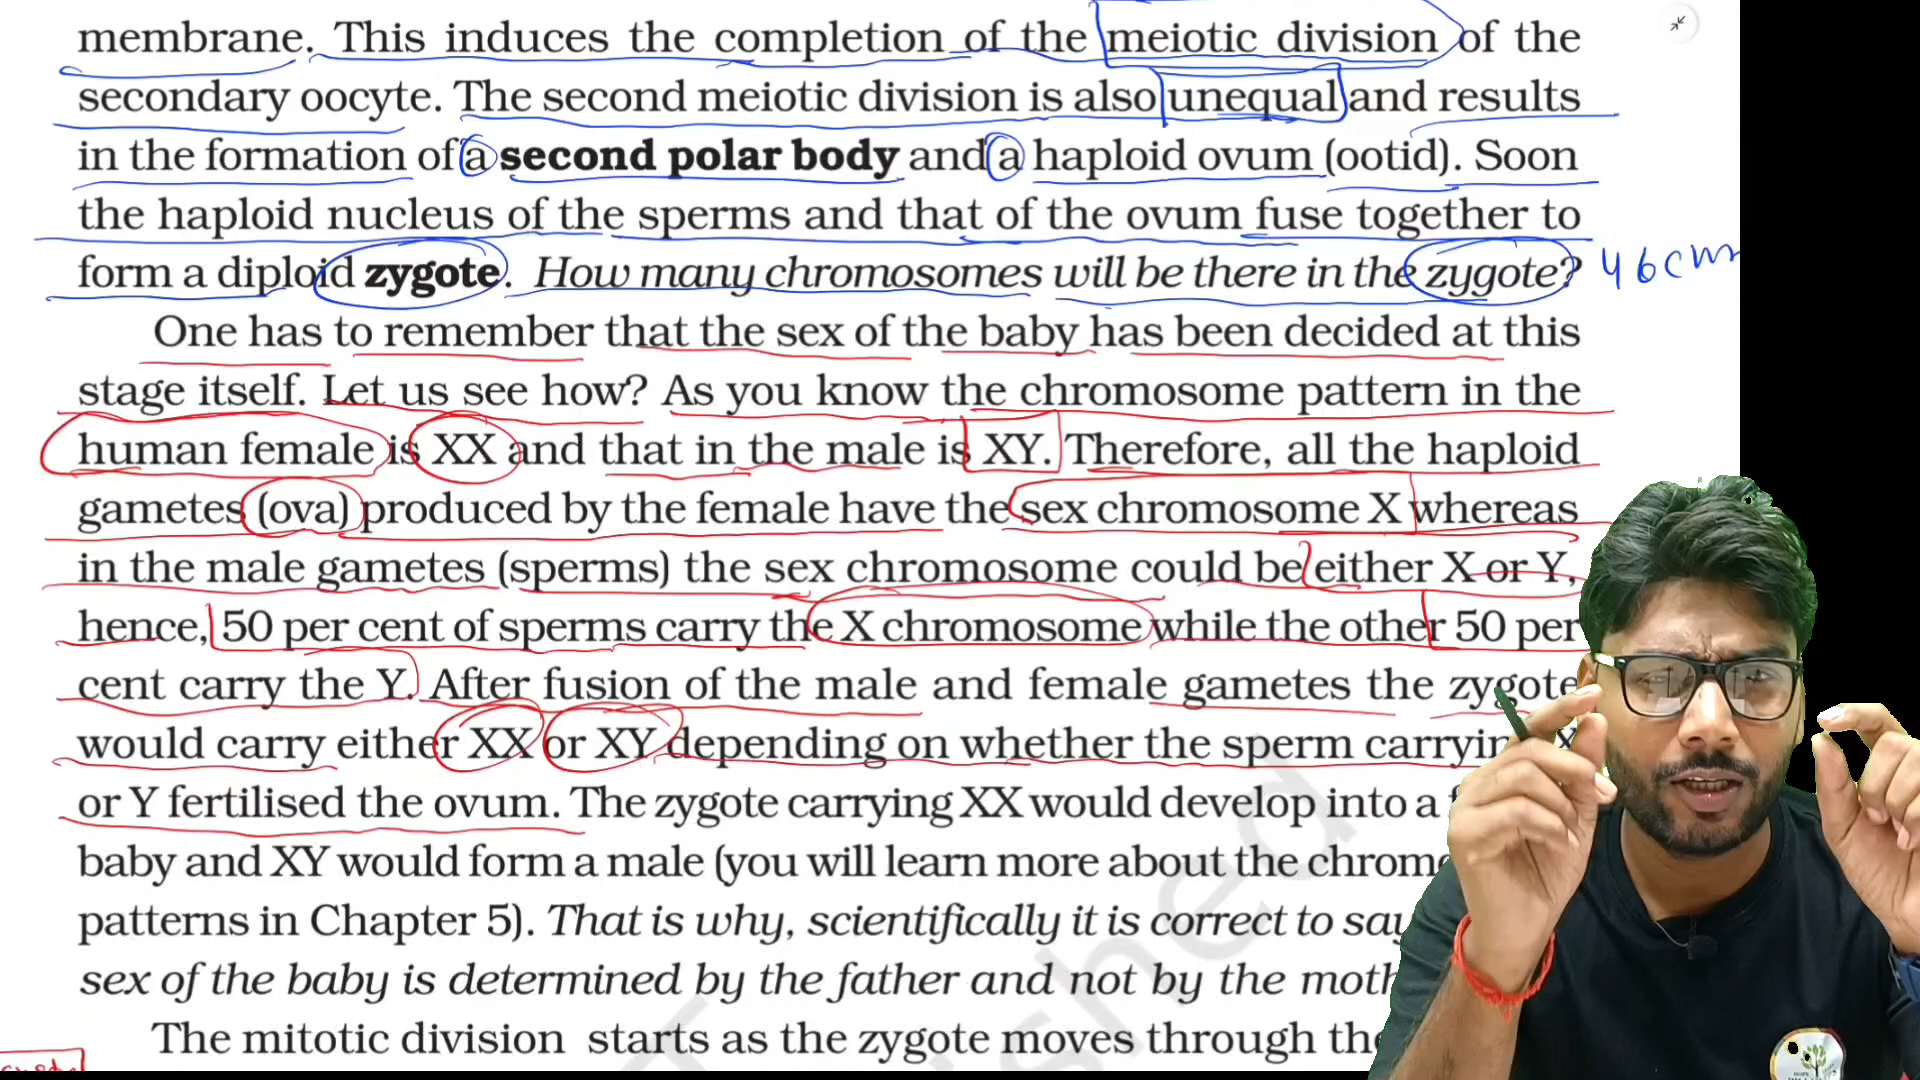 membrane. This induces the completion of the meiotic division of the
secondary oocyte. The second meiotic division is also unequal and results
in the formation of a second polar body and a haploid ovum (ootid). Soon
the haploid nucleus of the sperms and that of the ovum fuse together to
form a diploid zygote. How many chromosomes will be there in the zygote? 46
One has to remember that the sex of the baby has been decided at this
stage itself. Let us see how? As you know the chromosome pattern in the
human female is XX and that in the male is XY. Therefore, all the haploid
gametes (ova) produced by the female have the sex chromosome X whereas
in the male gametes (sperms) the sex chromosome could be either X or Y,
hence, 50 per cent of sperms carry the X chromosome while the other 50 per
cent carry the Y. After fusion of the male and female gametes the zygote
would carry either XX or XY depending on whether the sperm carrying X
or Y fertilised the ovum. The zygote carrying XX would develop into a
baby and XY would form a male (you will learn more about the
patterns in Chapter 5). That is why, scientifically it is correct to say
sex of the baby is determined by the father and not by the
The mitotic division starts as the zygote moves through the